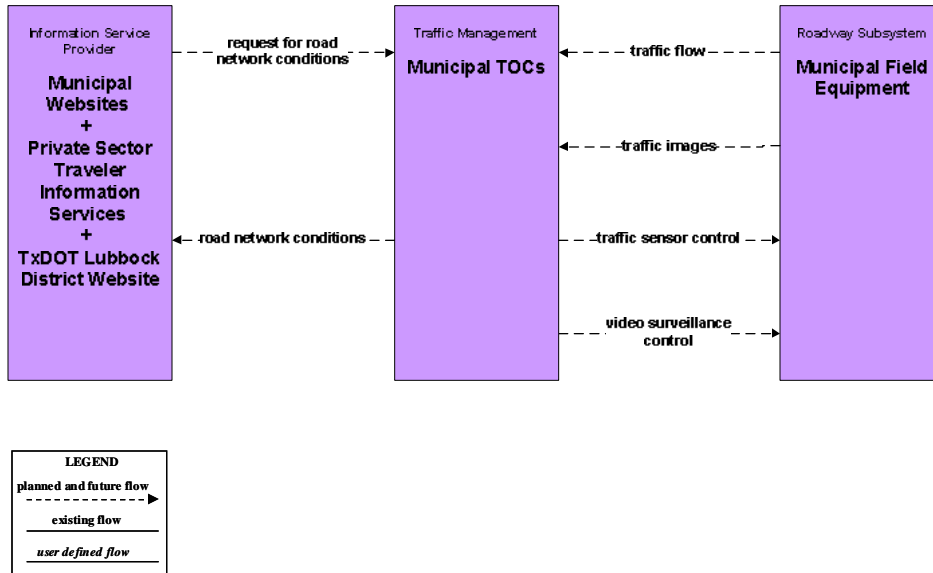 Information Service
Provider
Municipal
Websites
+
Private Sector
Traveler
Information
Services
+
TxDOT Lubbock
District Website
request for road
network conditions
road network conditions
Traffic Management
Municipal TOCs
traffic flow
traffic images
traffic sensor control
video surveillance
control
Roadway Subsystem
Municipal Field
Equipment
LEGEND
planned and future flow
existing flow
user defined flow